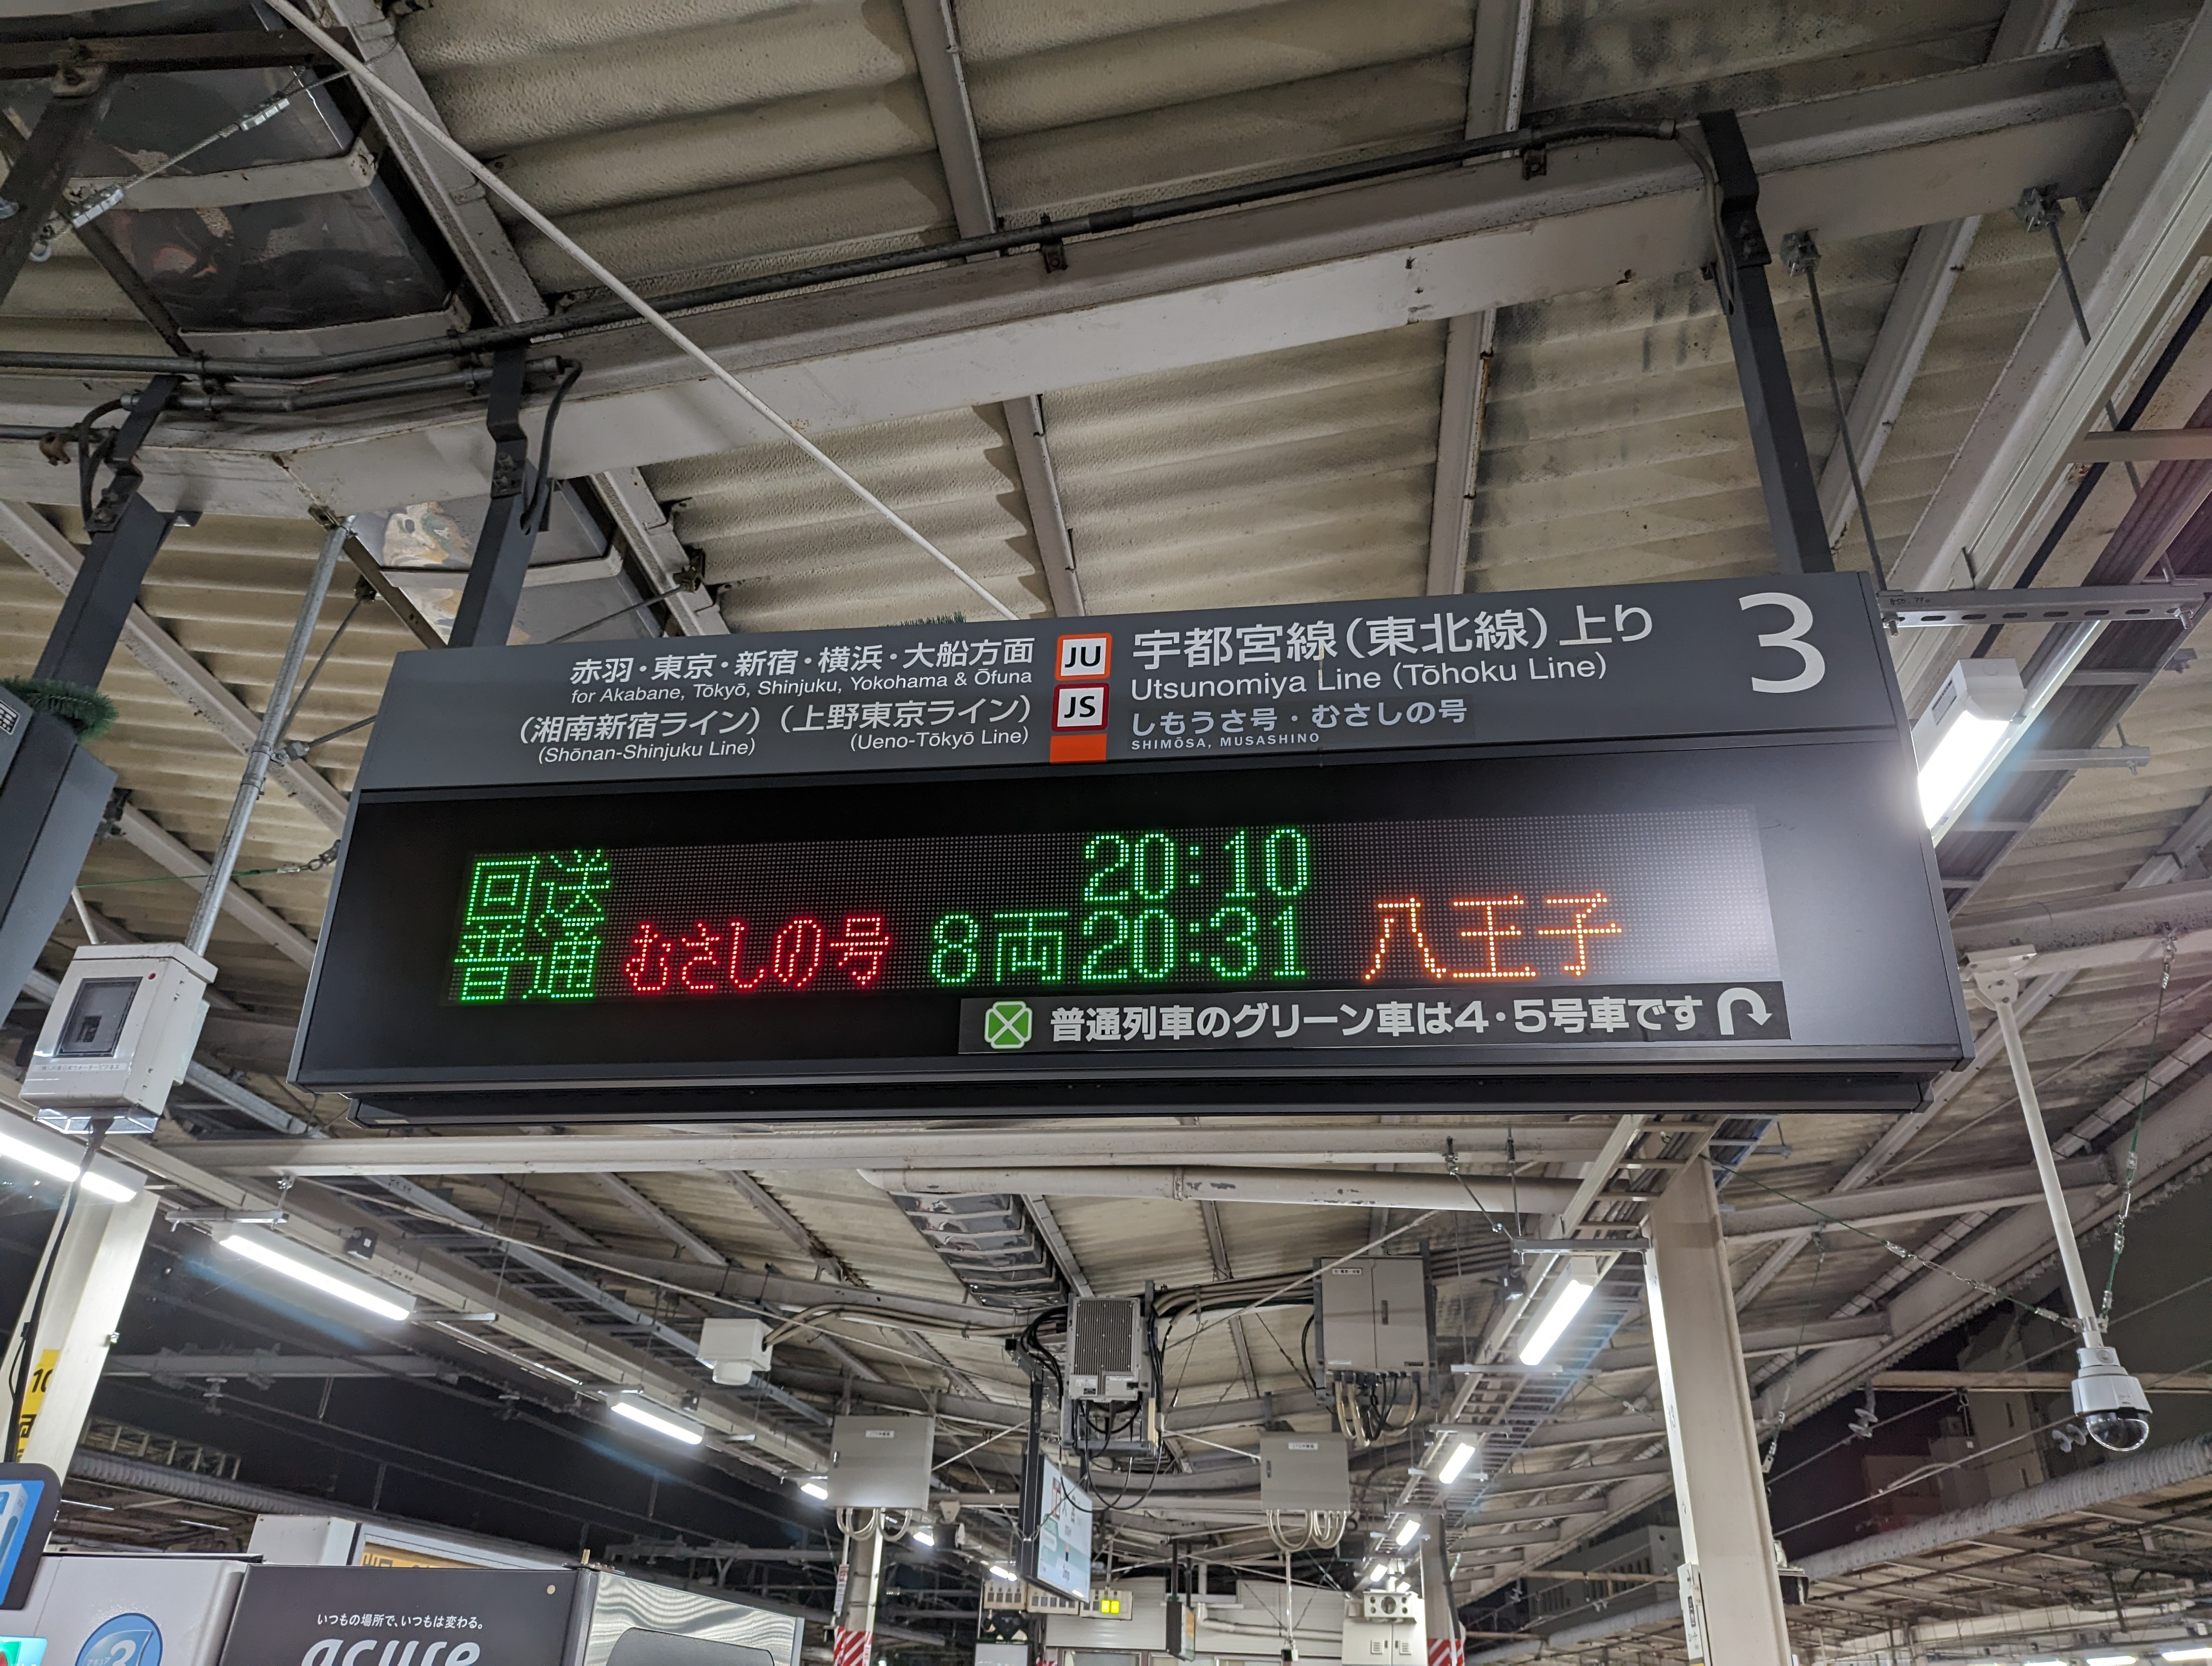 赤羽・東京・新宿・横浜・大船方面
for Akabane, Tōkyō, Shinjuku, Yokohama & Ōfuna
(湘南新宿ライン)(上野東京ライン)
(Shōnan-Shinjuku Line) (Ueno-Tōkyō Line)
JU
JS
宇都宮線(東北線)上り
Utsunomiya Line (Tōhoku Line)
しもうさ号・むさしの号
SHIMŌSA, MUSASHINO
3
回送 20:10
普通 むさしの号 8両 20:31 八王子
普通列車のグリーン車は4・5号車です
いつもの場所で、いつもは変わる。
acure
3